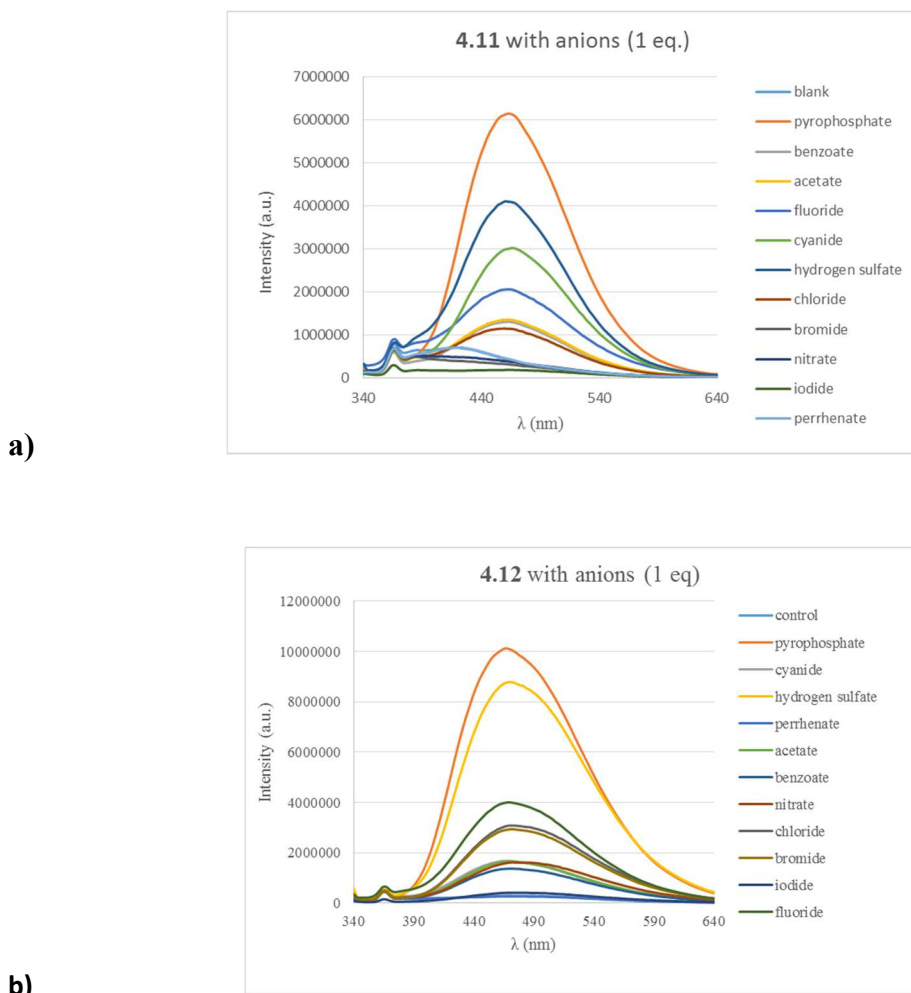 4.11 with anions (1 eq.)
7000000
6000000
5000000
4000000
3000000
2000000
1000000
0
Intensity (a.u.)
340
440
540
640
λ (nm)
blank
pyrophosphate
benzoate
acetate
fluoride
cyanide
hydrogen sulfate
chloride
bromide
nitrate
iodide
perrhenate
a)
4.12 with anions (1 eq)
12000000
10000000
8000000
6000000
4000000
2000000
0
Intensity (a.u.)
340
390
440
490
540
590
640
λ (nm)
control
pyrophosphate
cyanide
hydrogen sulfate
perrhenate
acetate
benzoate
nitrate
chloride
bromide
iodide
fluoride
b)